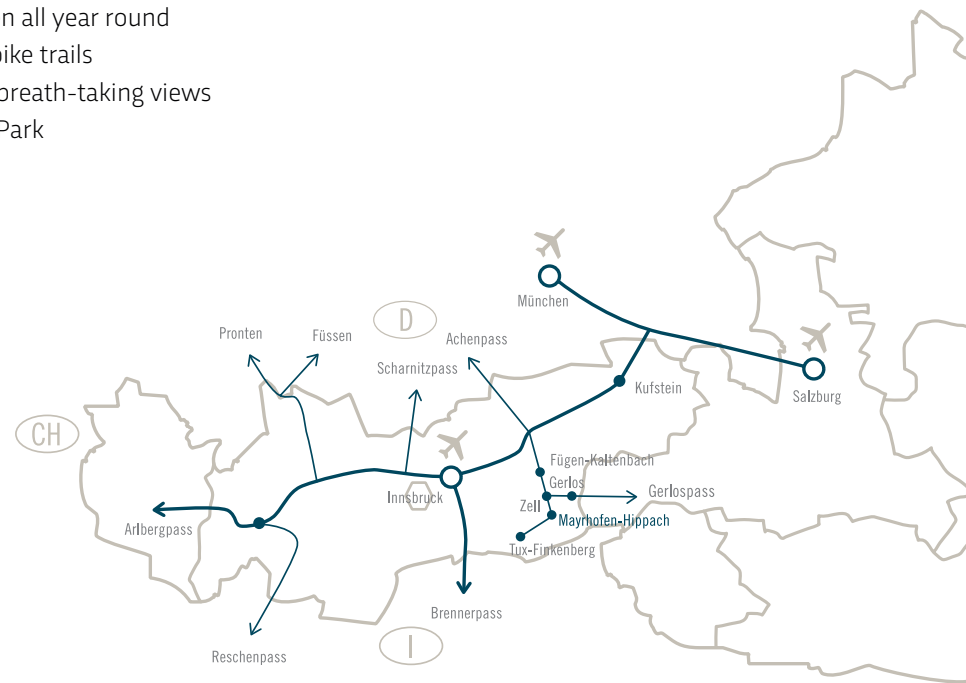 n all year round
bike trails
breath-taking views
Park
München
D
Pronten
Füssen
Achenpass
Scharnitzpass
Salzburg
Kufstein
CH
Fügen-Kaltenbach
Gerlos
Gerlospass
Innsbruck
Zell
Mayrhofen-Hippach
Arlbergpass
Tux-Finkenberg
Brennerpass
I
Reschenpass